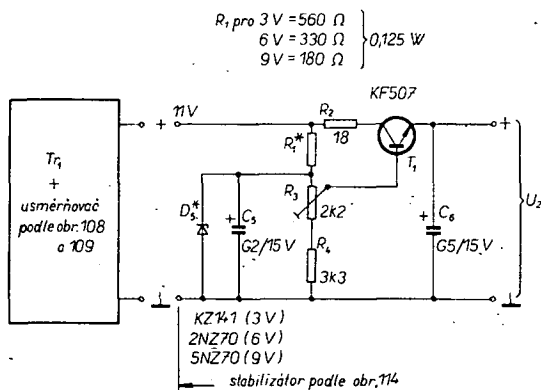 R₁ pro 3 V = 560 Ω
6 V = 330 Ω
9 V = 180 Ω
0,125 W
KF507
+
11 V
R₂
18
+
R₁*
T₁
Tr₁
+
usměrňovač
podle obr. 108
a 109
D₅*
+
C₅
G2/15 V
R₃
2k2
R₄
3k3
+
C₆
G5/15 V
U₂
KZ141 (3 V)
2NZ70 (6 V)
5NZ70 (9 V)
stabilizátor podle obr. 114